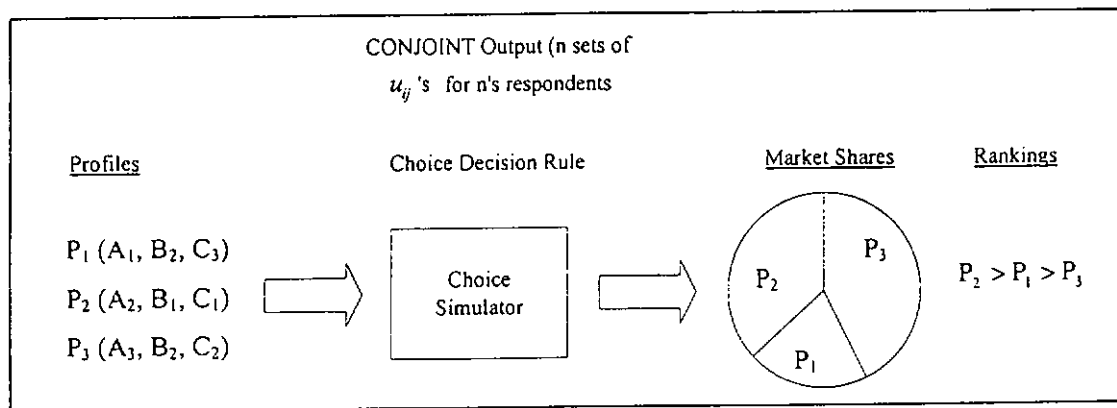 CONJOINT Output (n sets of
u_ij 's for n's respondents
Profiles
Choice Decision Rule
Market Shares
Rankings
P₁ (A₁, B₂, C₃)
P₂ (A₂, B₁, C₁)
P₃ (A₃, B₂, C₂)
Choice
Simulator
P₃
P₂
P₁
P₂ > P₁ > P₃